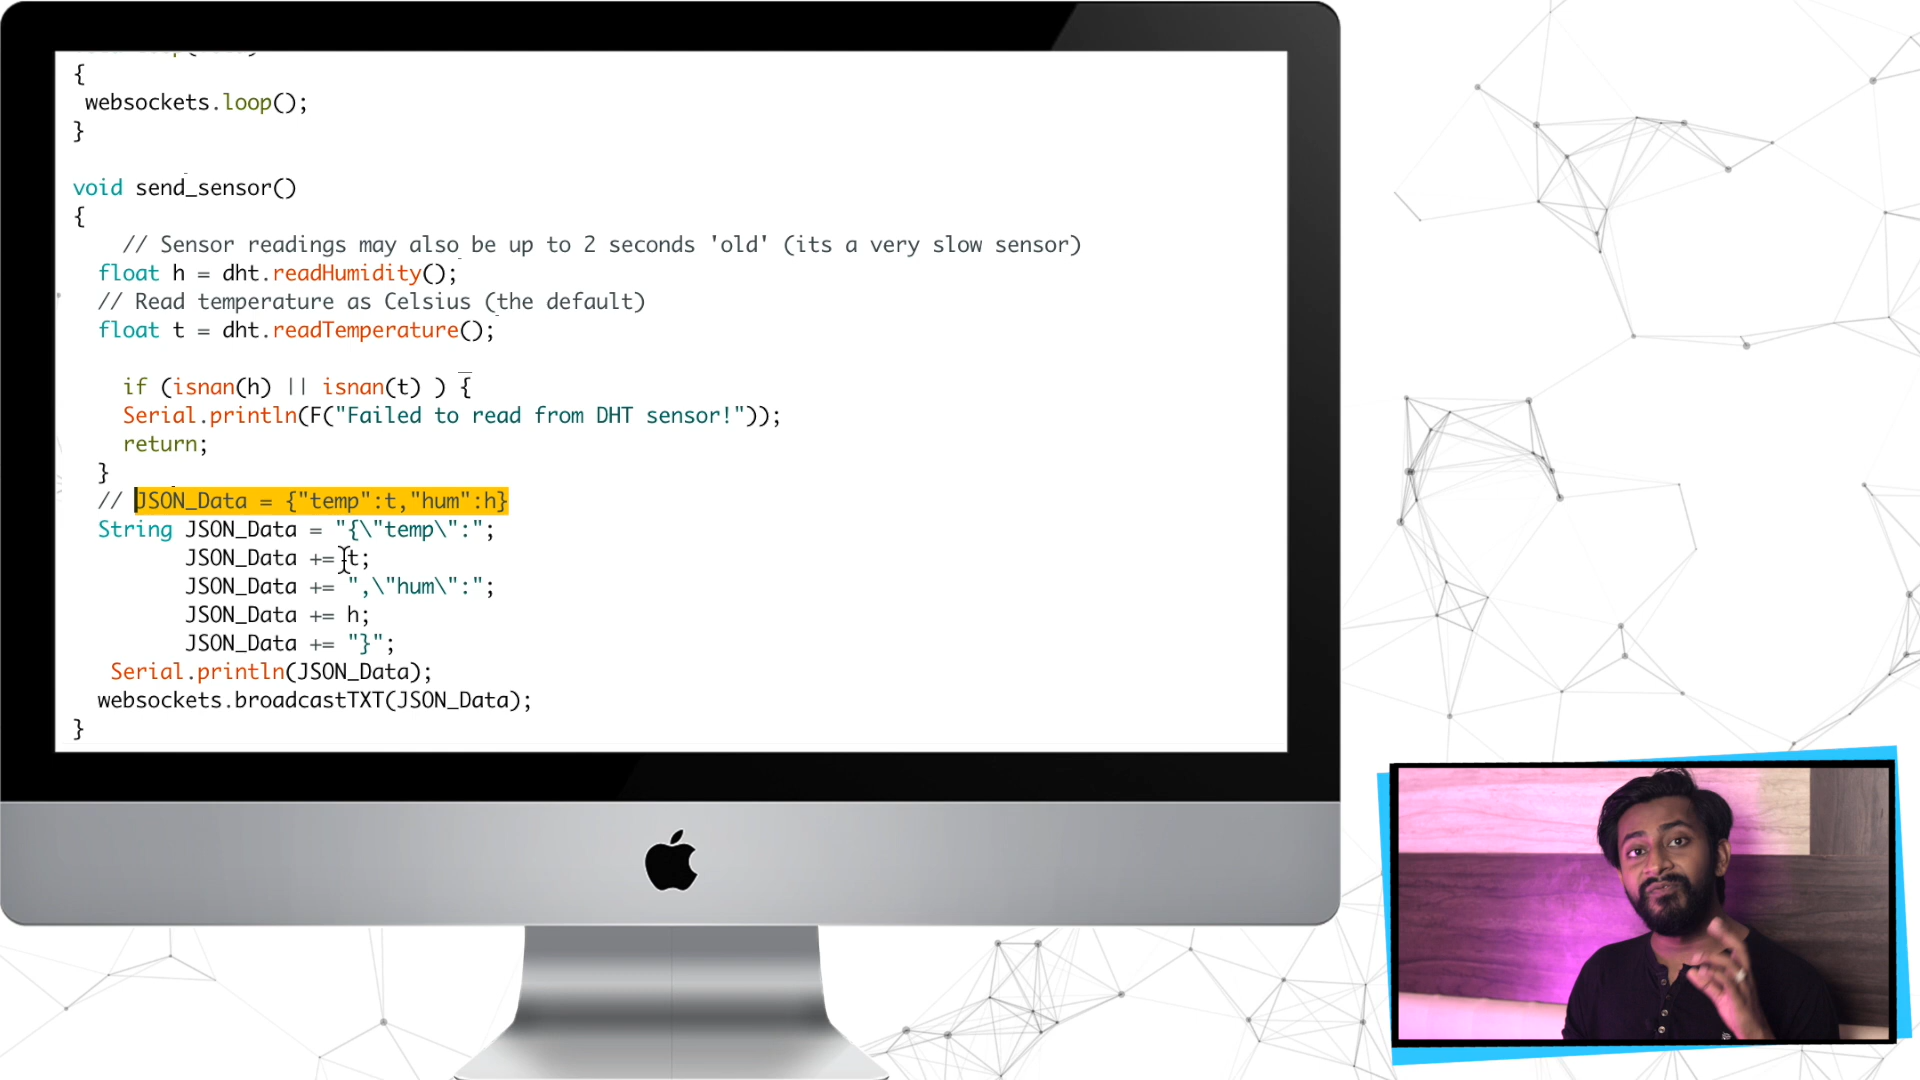 {
websockets.loop();
}
void send_sensor()
{
// Sensor readings may also be up to 2 seconds 'old' (its a very slow sensor)
float h = dht.readHumidity();
// Read temperature as Celsius (the default)
float t = dht.readTemperature();
if (isnan(h) || isnan(t) ) {
Serial.println(F("Failed to read from DHT sensor!"));
return;
}
// JSON_Data = {"temp":t,"hum":h}
String JSON_Data = "{\"temp\":";
JSON_Data += t;
JSON_Data += ",\"hum\":";
JSON_Data += h;
JSON_Data += "}";
Serial.println(JSON_Data);
websockets.broadcastTXT(JSON_Data);
}